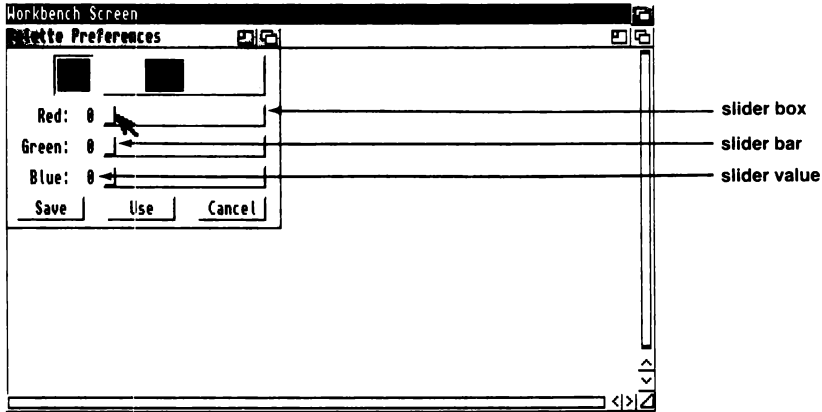 Workbench Screen
Palette Preferences
Red: 0
slider box
Green: 0
slider bar
Blue: 0
slider value
Save Use Cancel